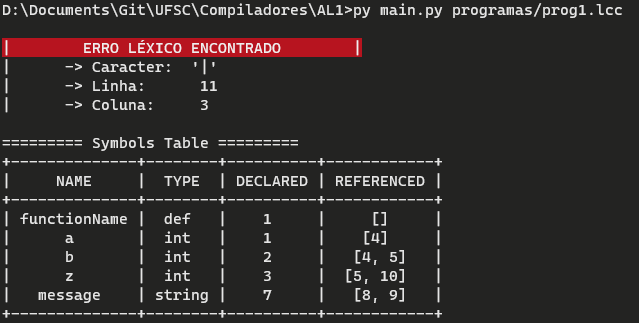 D:\Documents\Git\UFSC\Compiladores\AL1>py main.py programas/prog1.lcc
|        ERRO LÉXICO ENCONTRADO        |
|      -> Caracter:  '|'
|      -> Linha:      11
|      -> Coluna:     3
========= Symbols Table =========
+--------------+--------+----------+------------+
|     NAME     |  TYPE  | DECLARED | REFERENCED |
+--------------+--------+----------+------------+
| functionName |  def   |    1     |     []     |
|      a       |  int   |    1     |    [4]     |
|      b       |  int   |    2     |   [4, 5]   |
|      z       |  int   |    3     |  [5, 10]   |
|   message    | string |    7     |   [8, 9]   |
+--------------+--------+----------+------------+